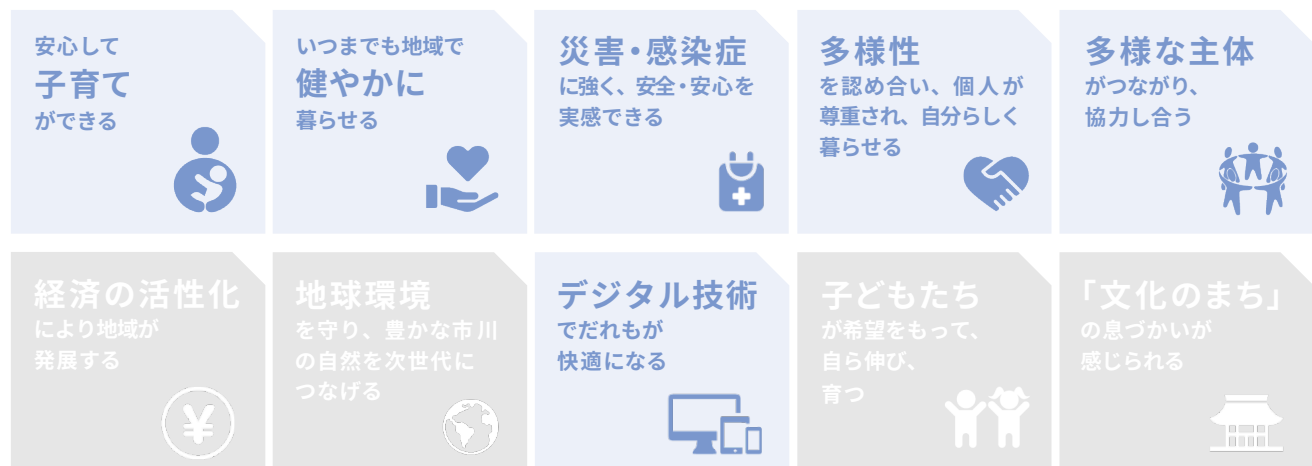 安心して
子育て
ができる
いつまでも地域で
健やかに
暮らせる
災害・感染症
に強く、安全・安心を
実感できる
多様性
を認め合い、個人が
尊重され、自分らしく
暮らせる
多様な主体
がつながり、
協力し合う
経済の活性化
により地域が
発展する
地球環境
を守り、豊かな市川
の自然を次世代に
つなげる
デジタル技術
でだれもが
快適になる
子どもたち
が希望をもって、
自ら伸び、
育つ
「文化のまち」
の息づかいが
感じられる